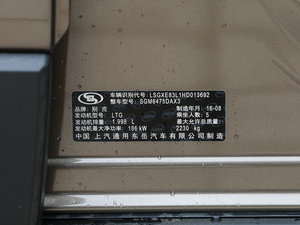 车辆识别代号: LSGXE83L1HD013692
整车型号: SGM6475DAX3
品牌 别克 制造年月 16-08
发动机型号 LTG 乘坐人数 5
发动机排量 1.998 L 最大允许总质量
发动机最大净功率 186 kW 2230 kg
中国 上汽通用东岳汽车有限公司制造